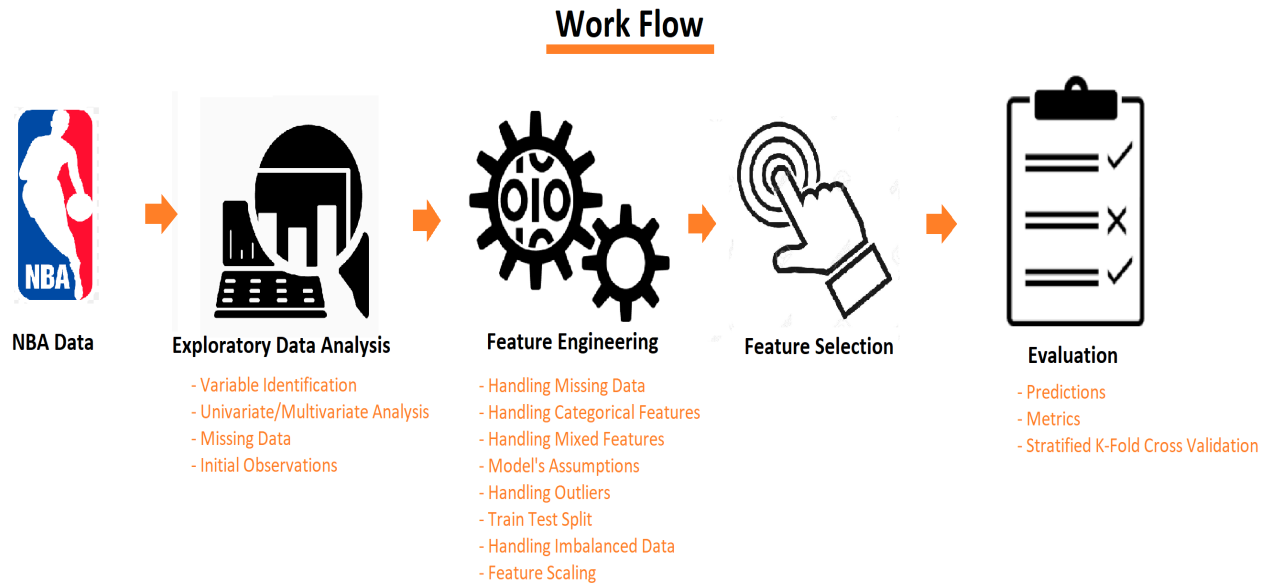 Work Flow
NBA
NBA Data
Exploratory Data Analysis
- Variable Identification
- Univariate/Multivariate Analysis
- Missing Data
- Initial Observations
Feature Engineering
- Handling Missing Data
- Handling Categorical Features
- Handling Mixed Features
- Model's Assumptions
- Handling Outliers
- Train Test Split
- Handling Imbalanced Data
- Feature Scaling
Feature Selection
Evaluation
- Predictions
- Metrics
- Stratified K-Fold Cross Validation